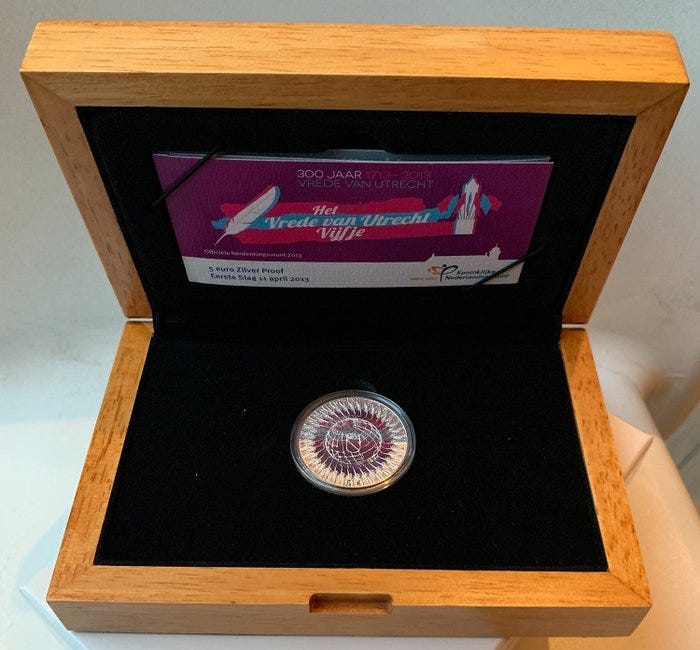 300 JAAR 1713 - 2013
VREDE VAN UTRECHT
Het
Vrede van Utrecht
Vijfje
Officiële herdenkingsmunt 2013
5 euro Zilver Proof
Eerste Slag 11 april 2013
Koninklijke
Nederlandse
5 €